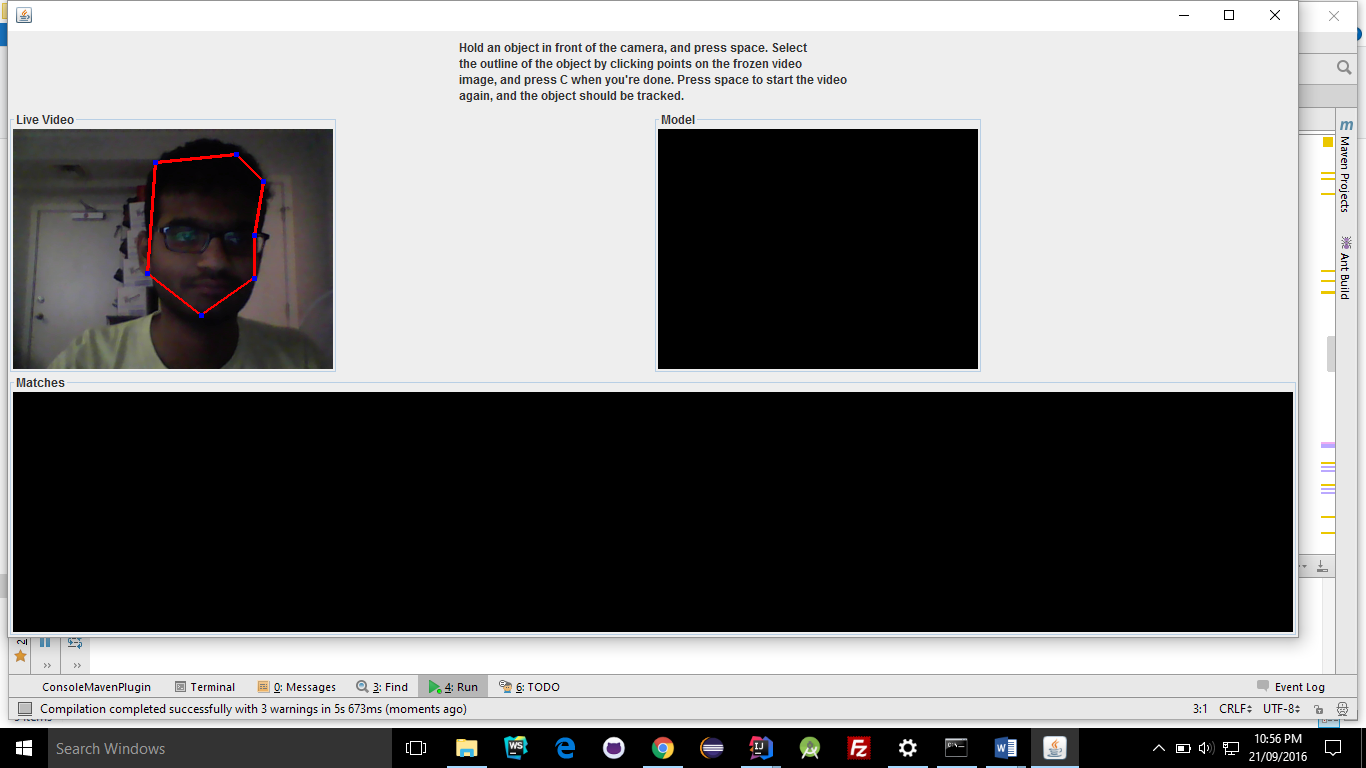 Hold an object in front of the camera, and press space. Select
the outline of the object by clicking points on the frozen video
image, and press C when you're done. Press space to start the video
again, and the object should be tracked.
Live Video
Model
Matches
m
Maven Projects
Ant Build
ConsoleMavenPlugin
Terminal
0: Messages
3: Find
4: Run
6: TODO
Event Log
Compilation completed successfully with 3 warnings in 5s 673ms (moments ago)
3:1
CRLF
UTF-8
Search Windows
WS
IJ
FZ
10:56 PM
21/09/2016